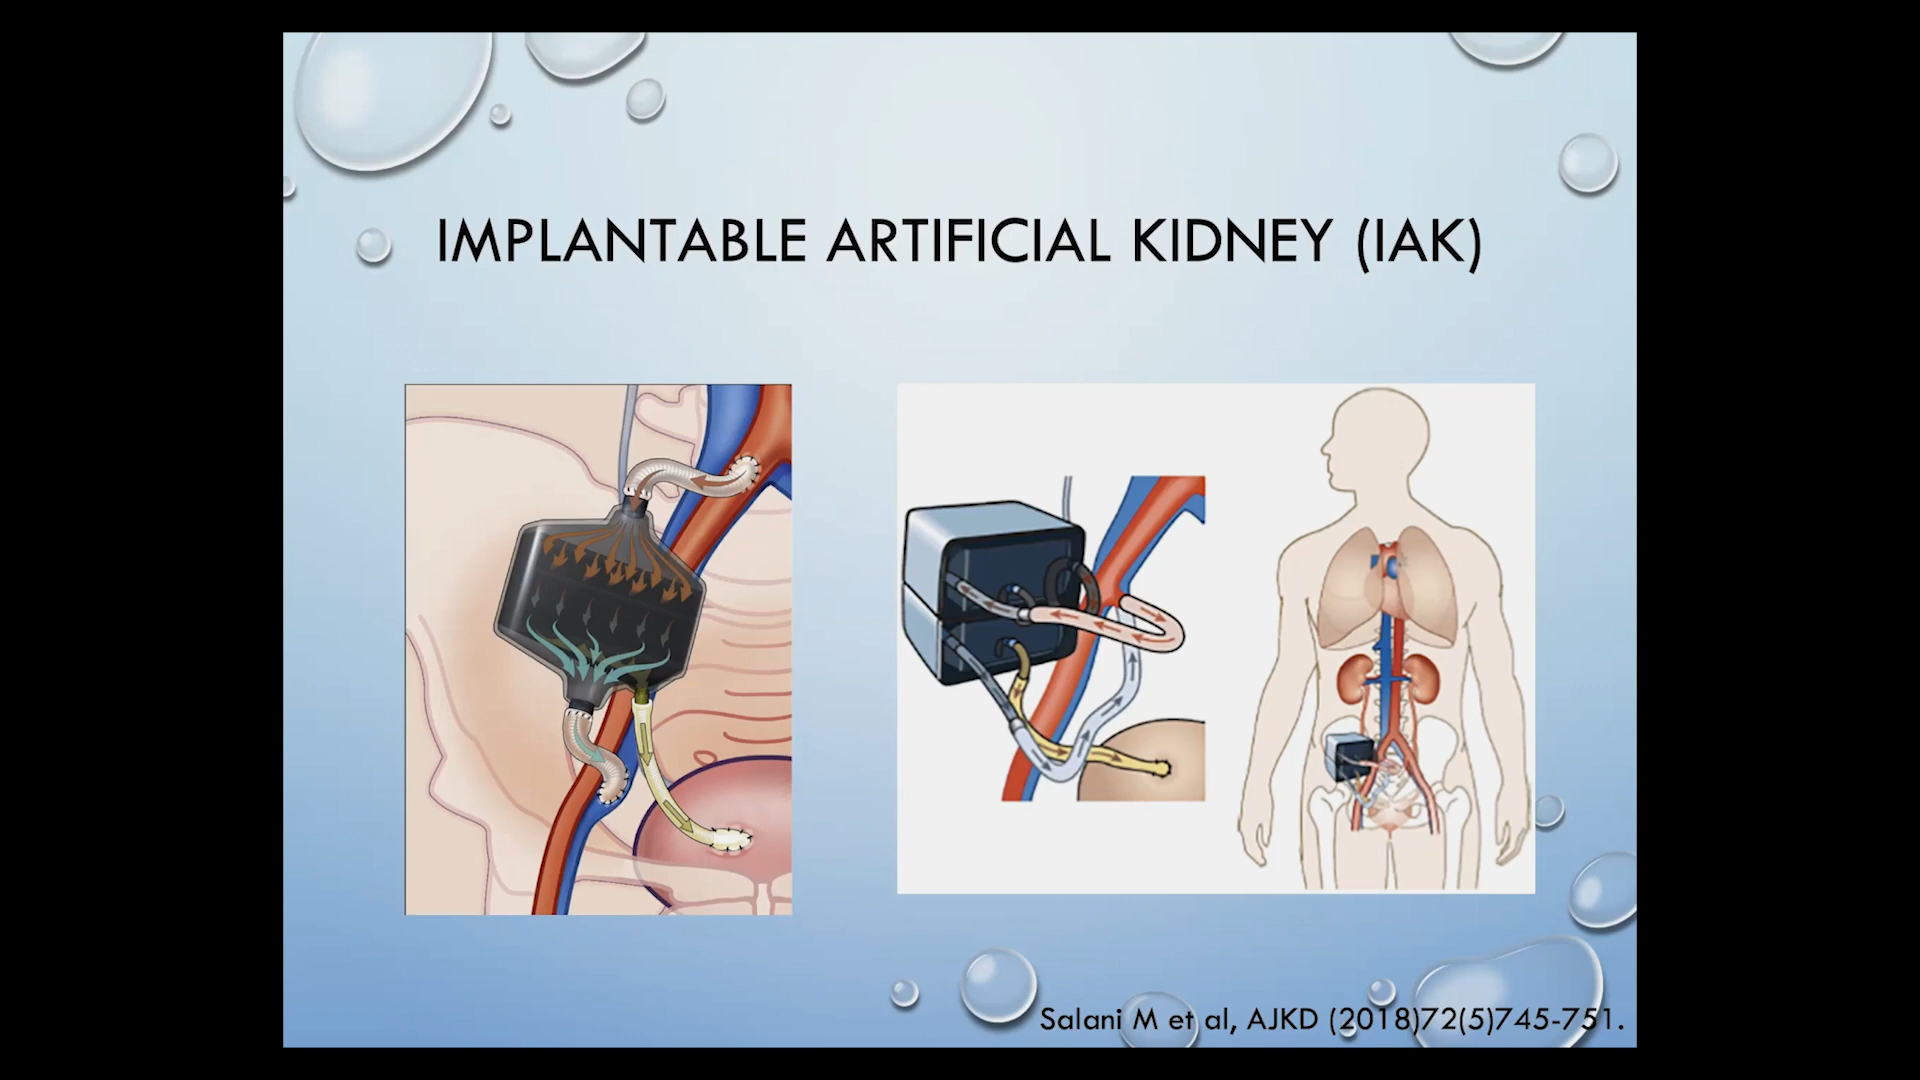 IMPLANTABLE ARTIFICIAL KIDNEY (IAK)
Salani M et al, AJKD (2018)72(5)745-751.